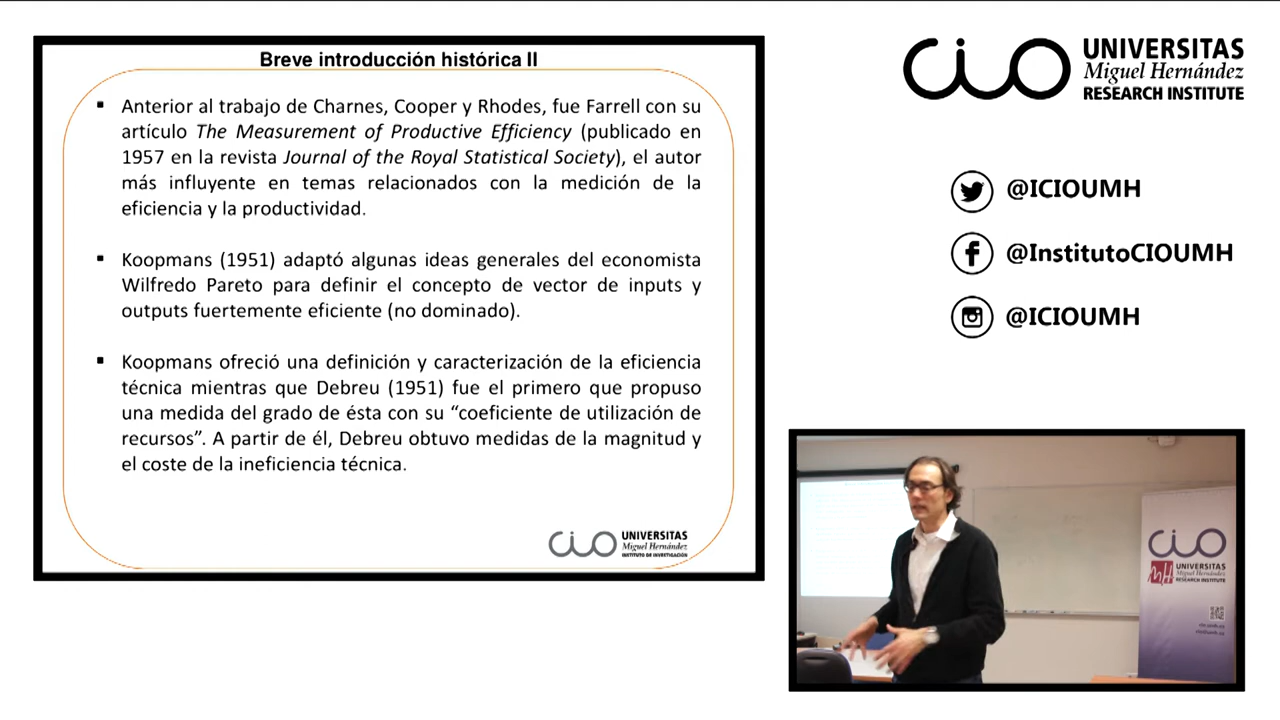 Breve introducción histórica II
▪ Anterior al trabajo de Charnes, Cooper y Rhodes, fue Farrell con su
artículo The Measurement of Productive Efficiency (publicado en
1957 en la revista Journal of the Royal Statistical Society), el autor
más influyente en temas relacionados con la medición de la
eficiencia y la productividad.
▪ Koopmans (1951) adaptó algunas ideas generales del economista
Wilfredo Pareto para definir el concepto de vector de inputs y
outputs fuertemente eficiente (no dominado).
▪ Koopmans ofreció una definición y caracterización de la eficiencia
técnica mientras que Debreu (1951) fue el primero que propuso
una medida del grado de ésta con su “coeficiente de utilización de
recursos”. A partir de él, Debreu obtuvo medidas de la magnitud y
el coste de la ineficiencia técnica.
cio UNIVERSITAS
Miguel Hernández
INSTITUTO DE INVESTIGACIÓN
cio UNIVERSITAS
Miguel Hernández
RESEARCH INSTITUTE
@ICIOUMH
@InstitutoCIOUMH
@ICIOUMH
cio
UNIVERSITAS
Miguel Hernández
RESEARCH INSTITUTE